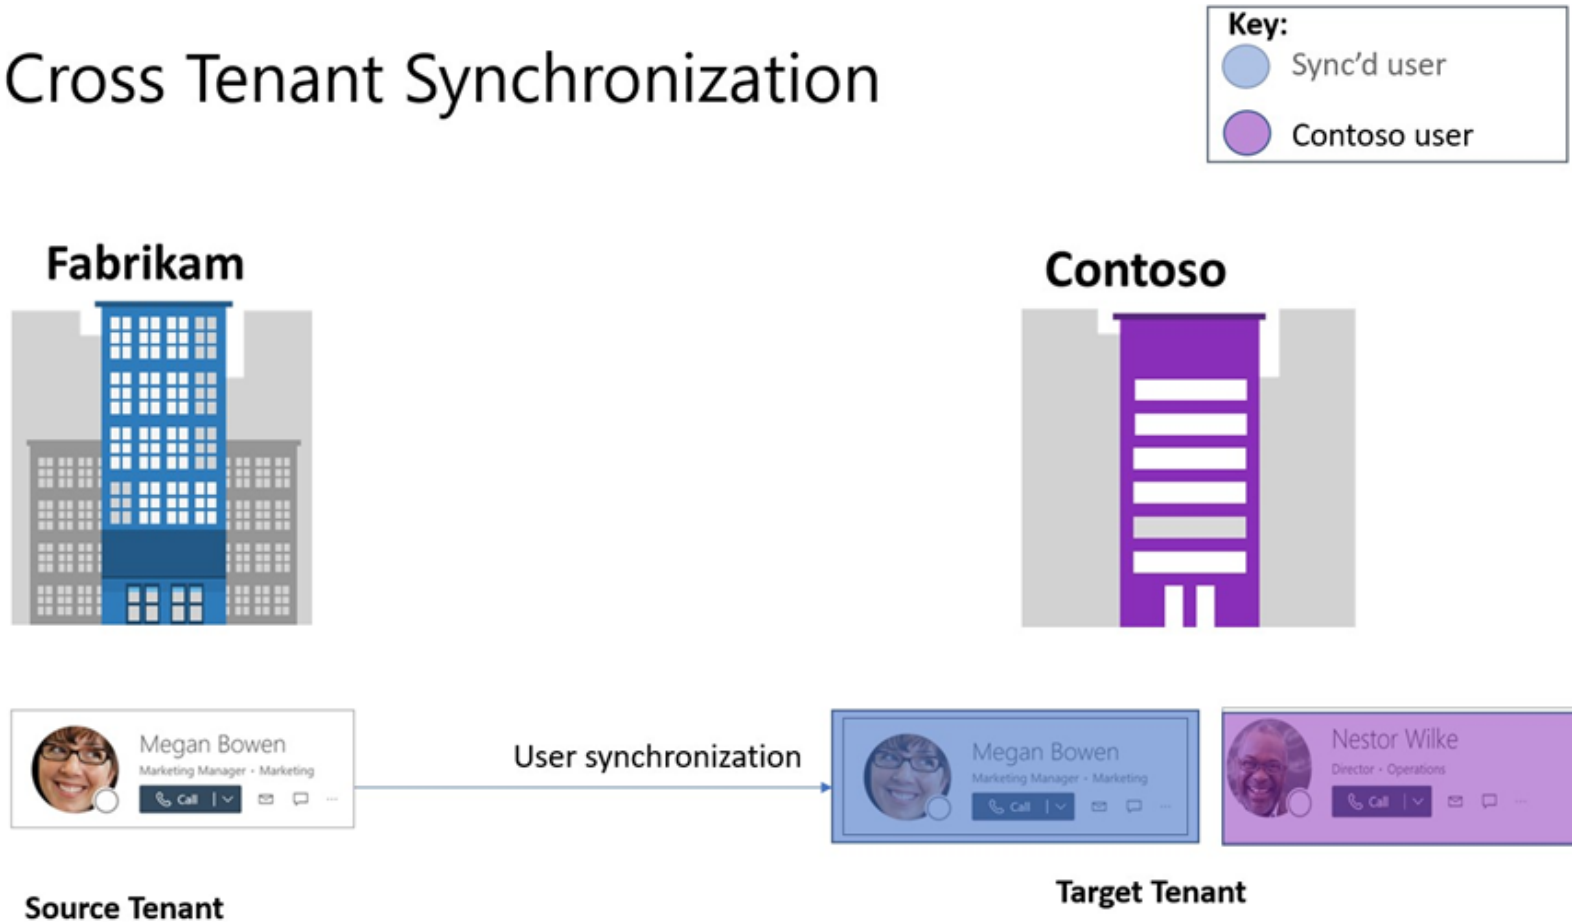 Cross Tenant Synchronization
Key:
Sync'd user
Contoso user
Fabrikam
Contoso
Megan Bowen
Marketing Manager • Marketing
Call
User synchronization
Megan Bowen
Marketing Manager • Marketing
Call
Nestor Wilke
Director • Operations
Call
Source Tenant
Target Tenant